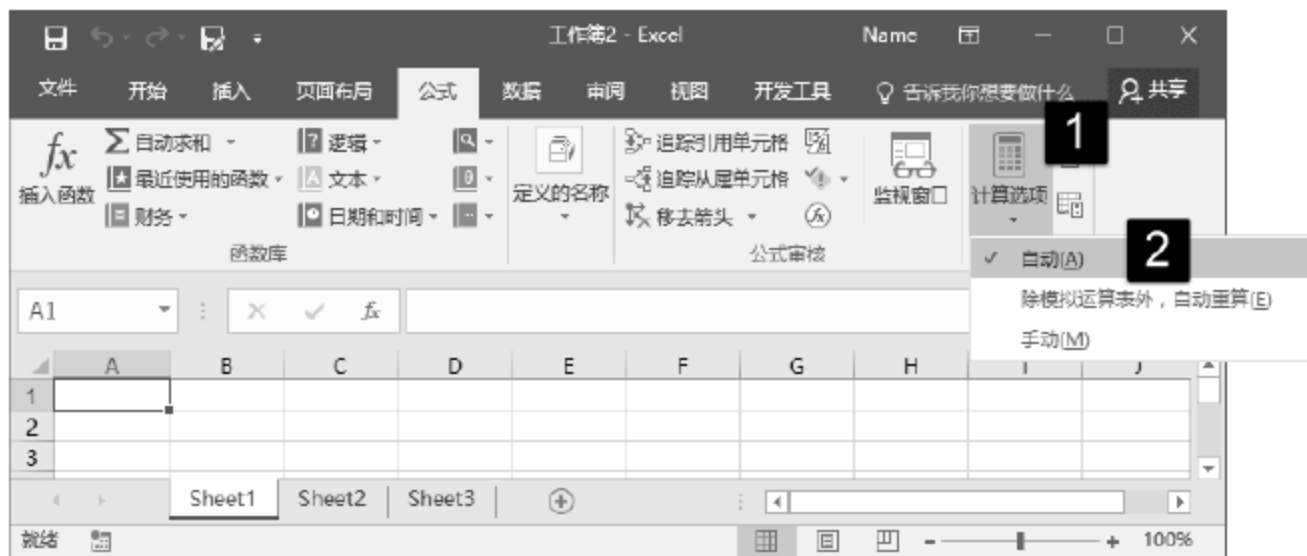 工作簿2 - Excel Name
文件 开始 插入 页面布局 公式 数据 审阅 视图 开发工具 告诉我你想要做什么 共享
1
fx 插入函数
Σ 自动求和
最近使用的函数
财务
逻辑
文本
日期和时间
函数库
定义的名称
追踪引用单元格
追踪从属单元格
移去箭头
公式审核
监视窗口
计算选项
2
✓ 自动(A)
除模拟运算表外，自动重算(E)
手动(M)
A1 fx
A B C D E F G H I J
1
2
3
Sheet1 Sheet2 Sheet3
就绪 100%